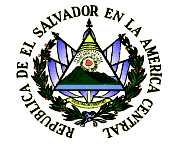 REPUBLICA DE EL SALVADOR EN LA AMERICA CENTRAL